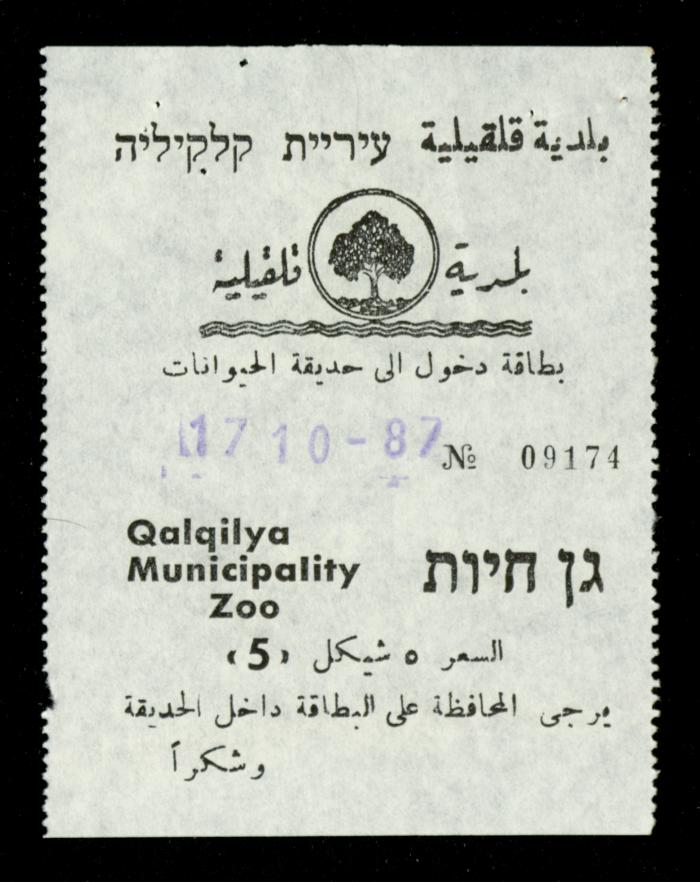 بلدية قلقيلية עיריית קלקיליה
بلدية قلقيلية
بطاقة دخول الى حديقة الحيوانات
17 10-87
№ 09174
Qalqilya
Municipality
Zoo
גן חיות
السعر ٥ شيكل (5)
يرجى المحافظة على البطاقة داخل الحديقة
وشكراً